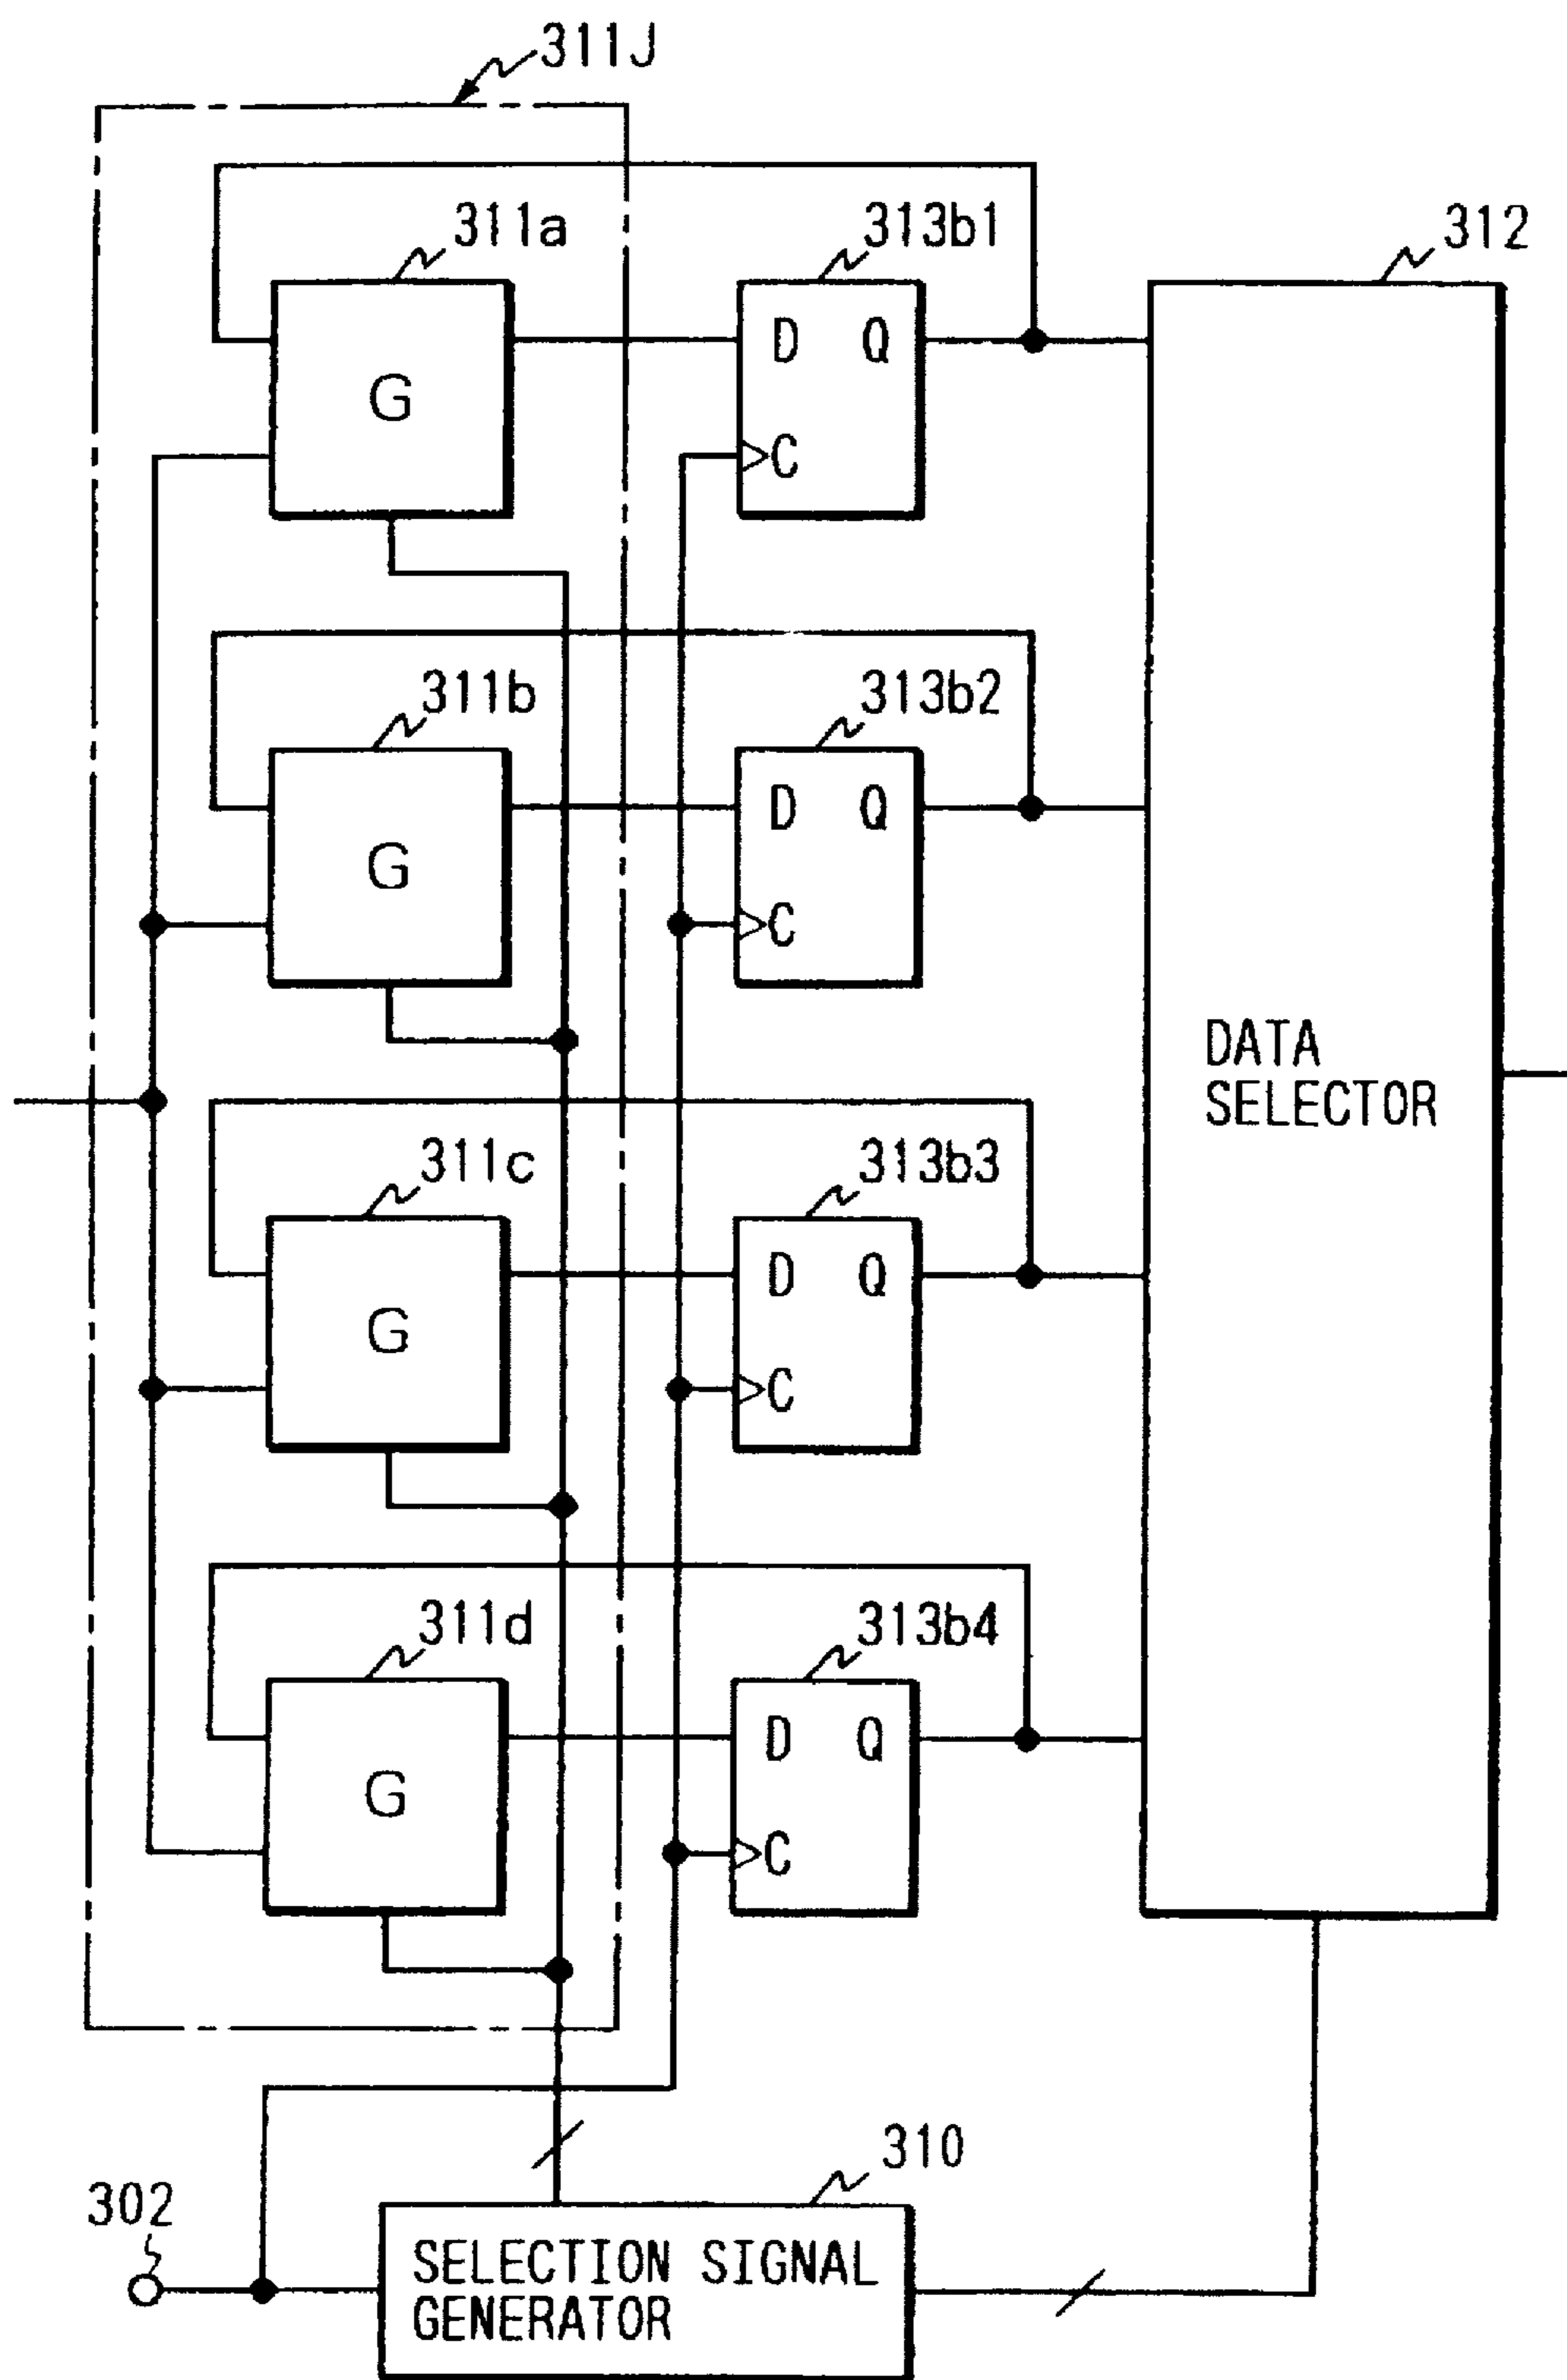 311J
311a
313b1
312
D Q
G
C
311b
313b2
D Q
G
C
DATA
SELECTOR
311c
313b3
D Q
G
C
311d
313b4
D Q
G
C
310
302
SELECTION SIGNAL
GENERATOR